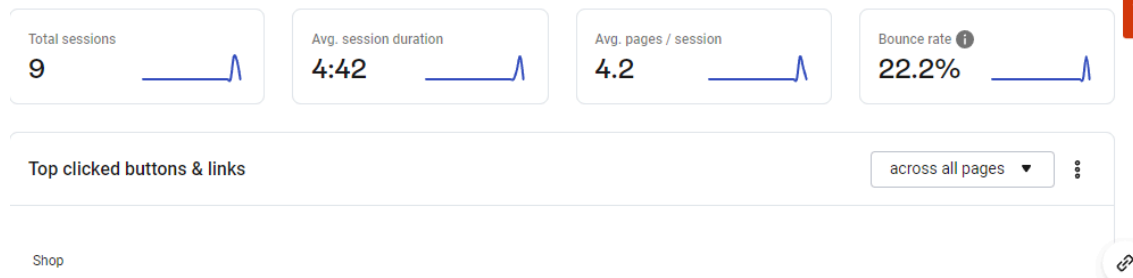 Total sessions
9
Avg. session duration
4:42
Avg. pages / session
4.2
Bounce rate
22.2%
Top clicked buttons & links
across all pages
Shop